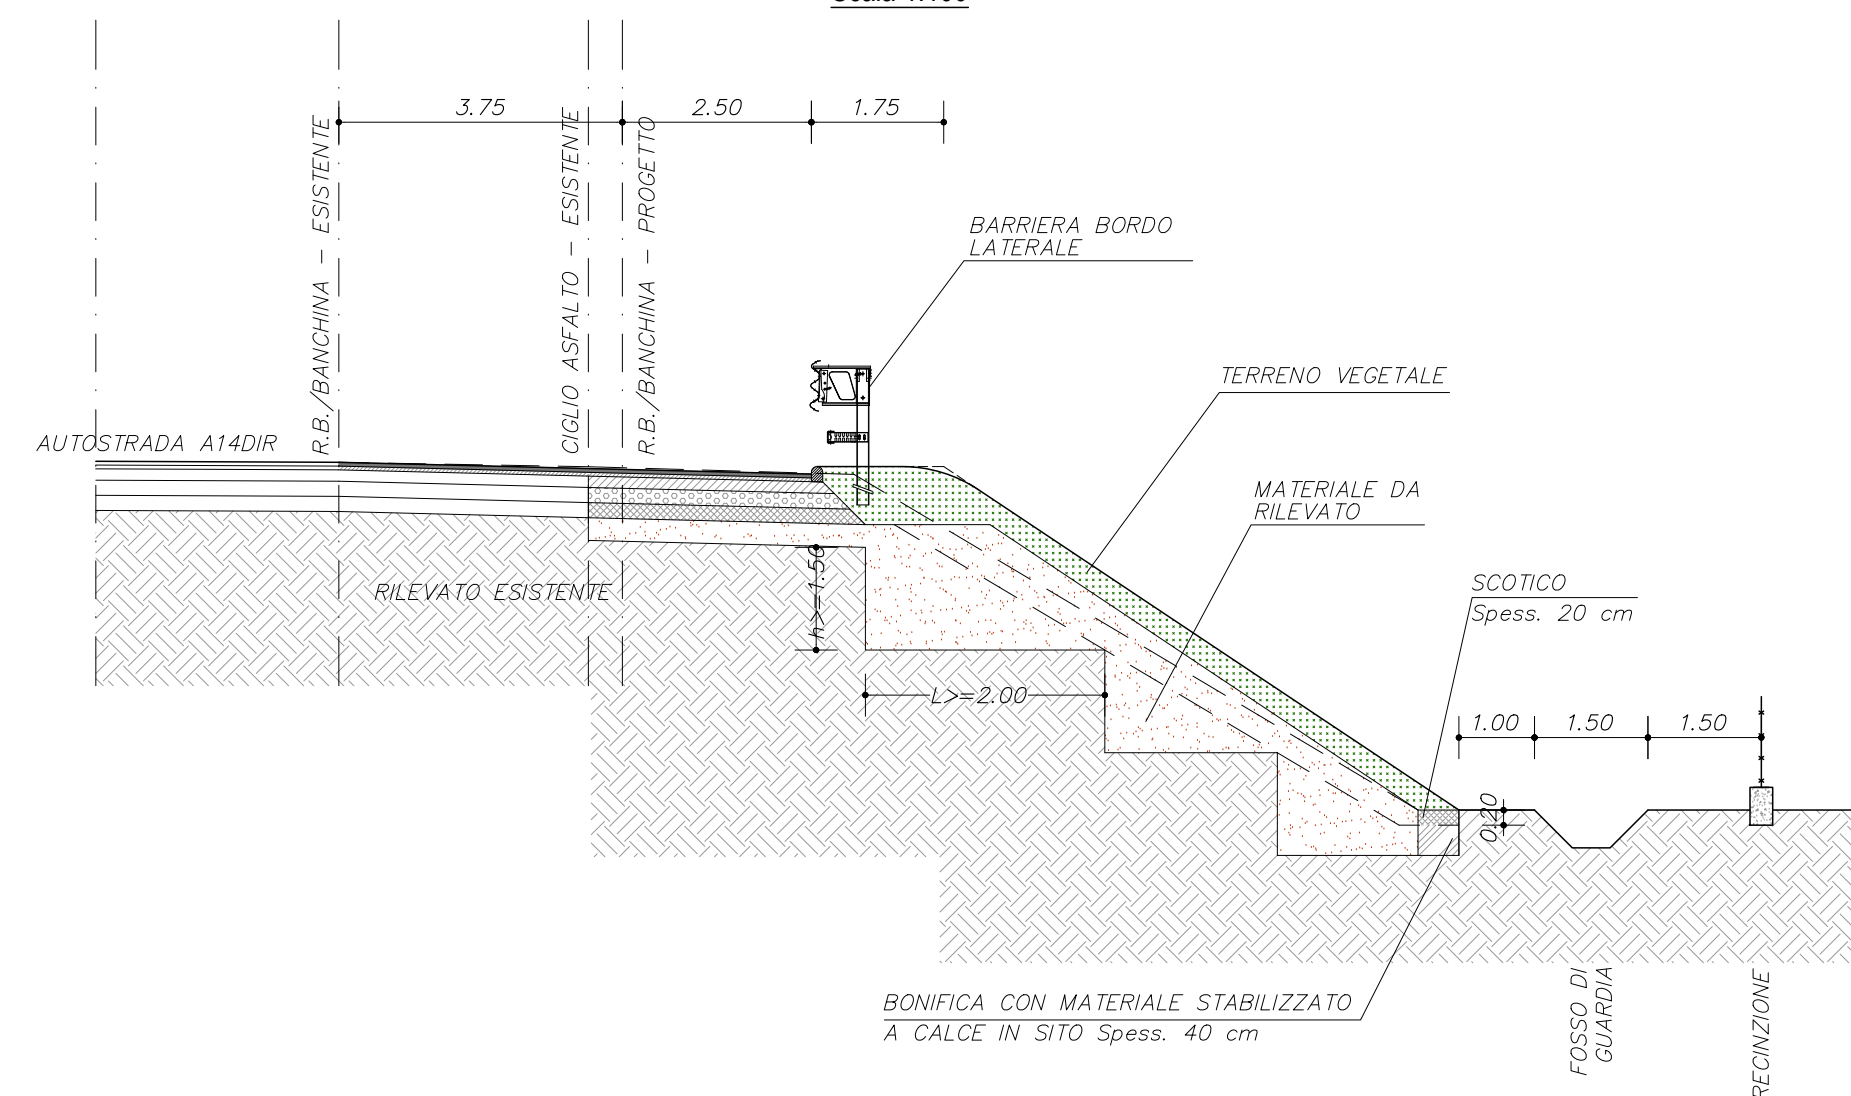 3.75
2.50
1.75
R.B./BANCHINA - ESISTENTE
CIGLIO ASFALTO - ESISTENTE
R.B./BANCHINA - PROGETTO
BARRIERA BORDO
LATERALE
TERRENO VEGETALE
AUTOSTRADA A14DIR
MATERIALE DA
RILEVATO
RILEVATO ESISTENTE
h>=1.50
SCOTICO
Spess. 20 cm
L>=2.00
1.00
1.50
1.50
0.20
BONIFICA CON MATERIALE STABILIZZATO
A CALCE IN SITO Spess. 40 cm
FOSSO DI
GUARDIA
RECINZIONE